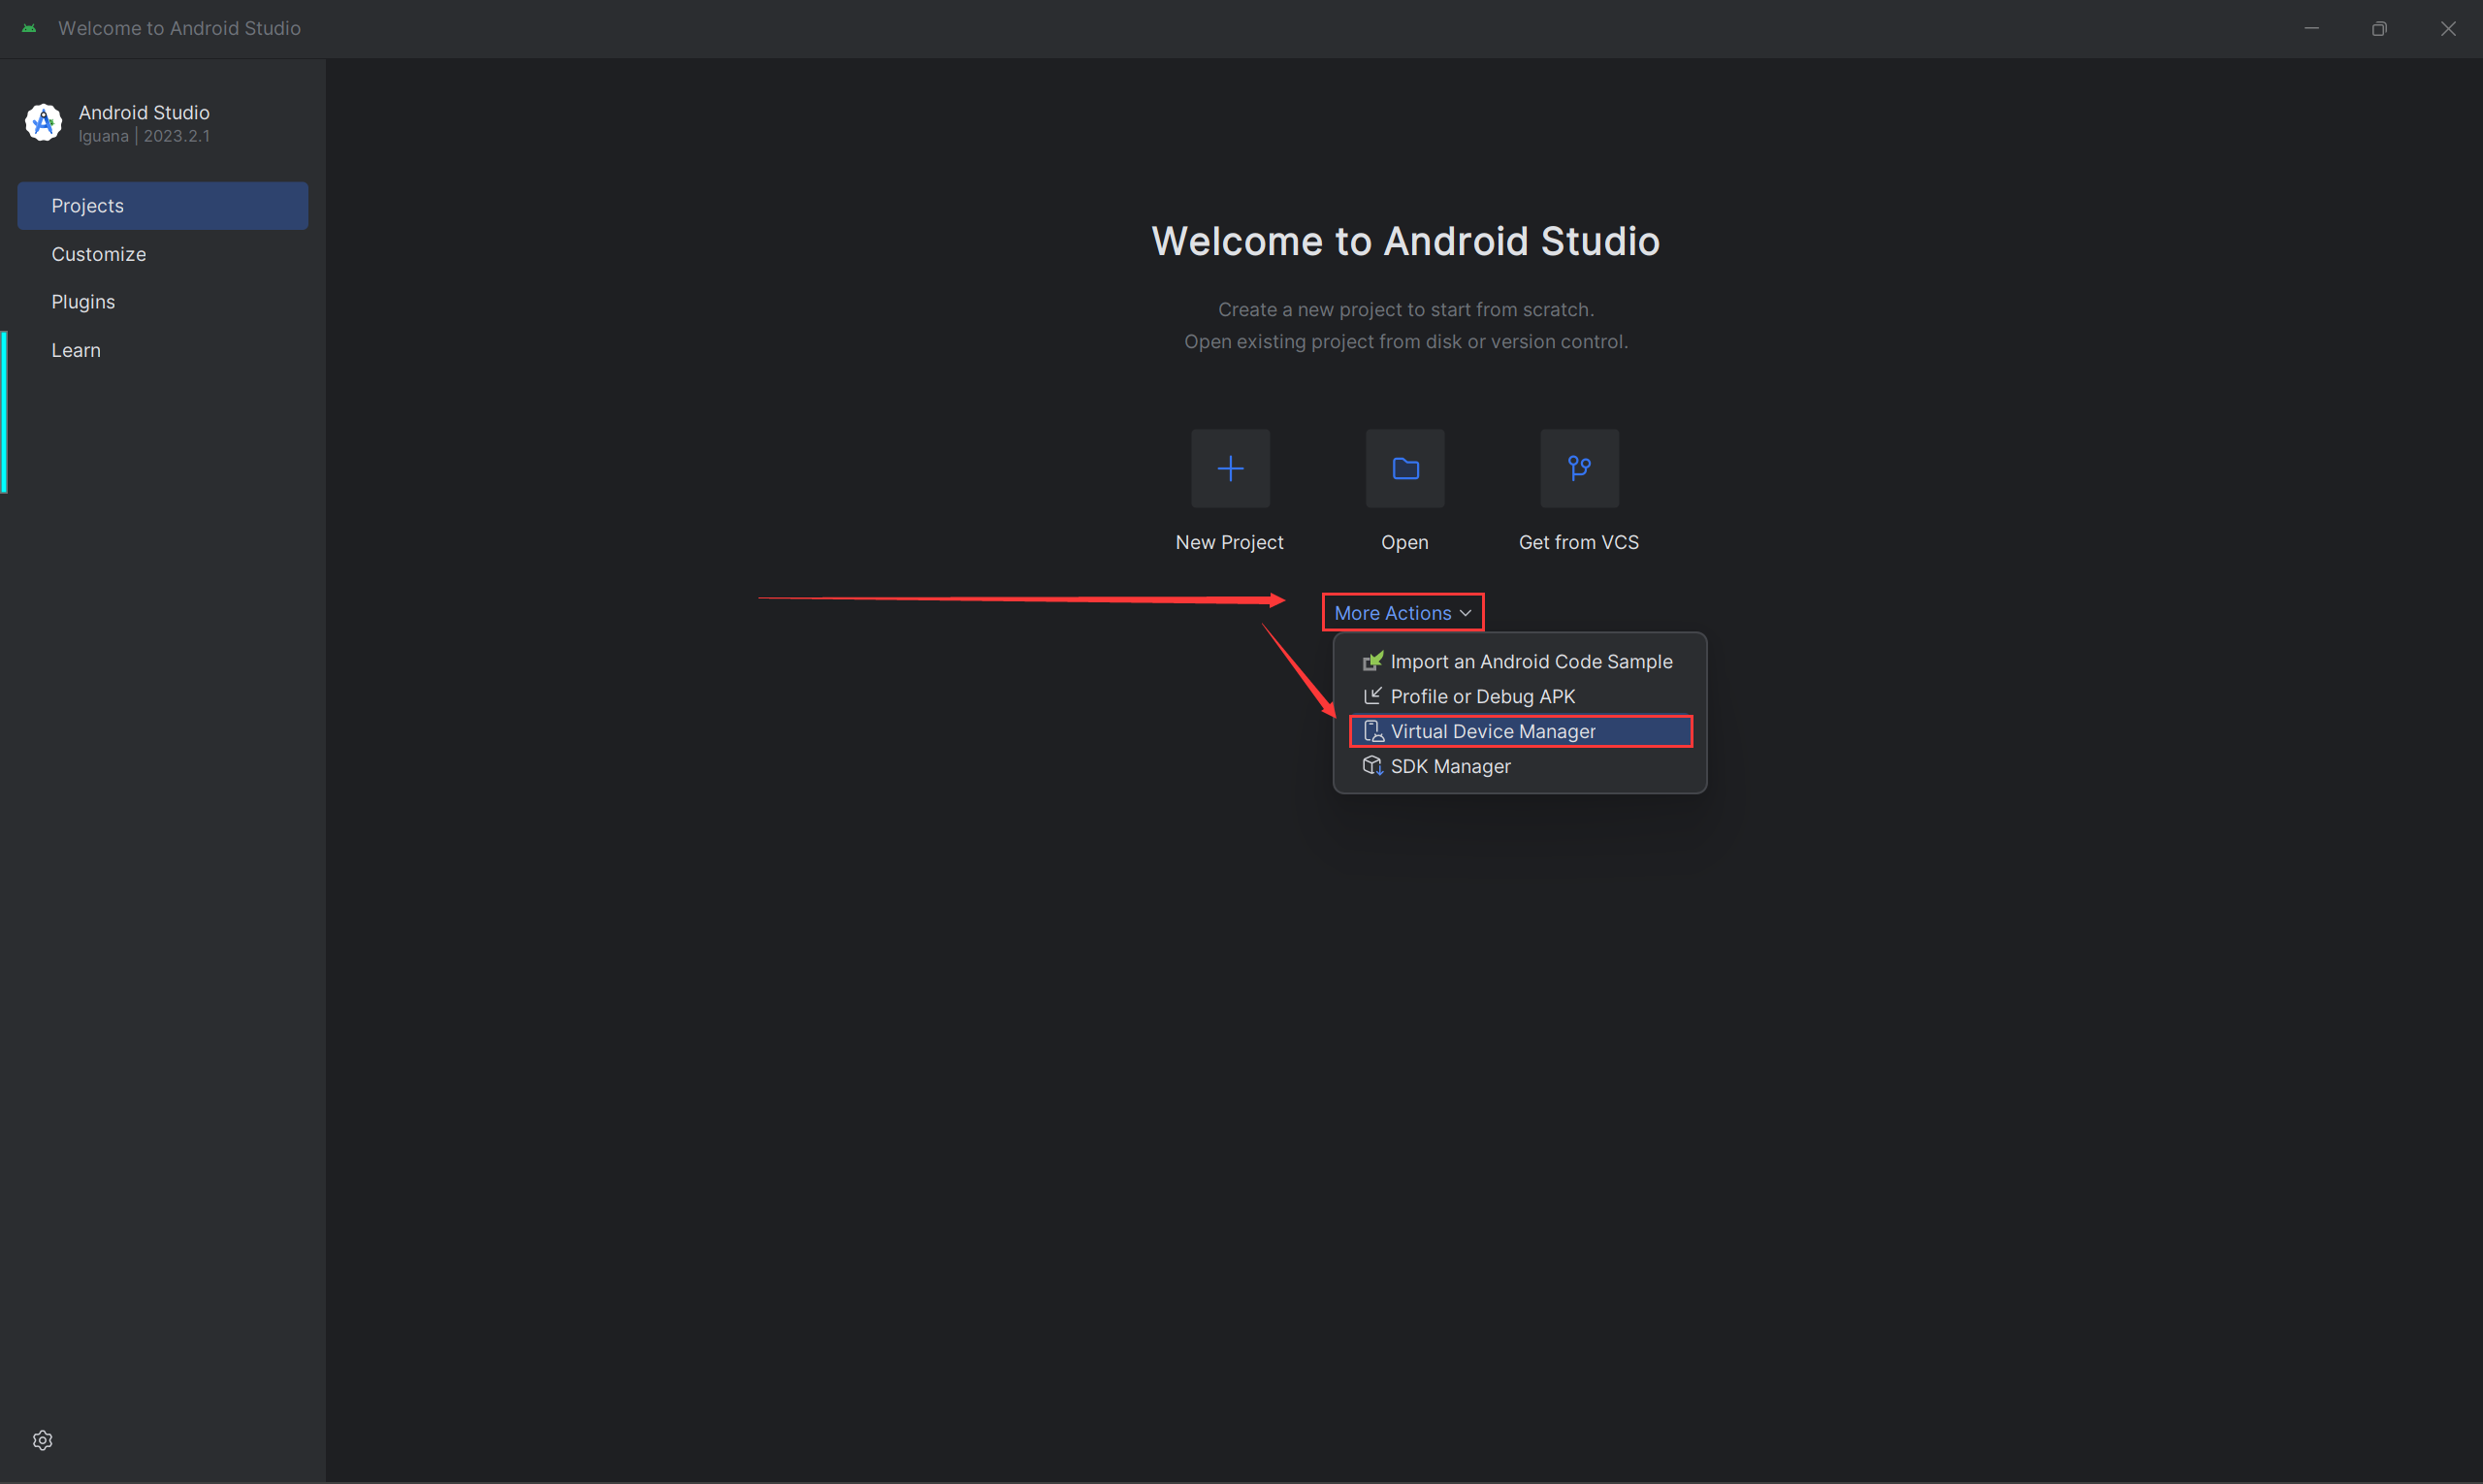 Welcome to Android Studio
Android Studio
Iguana | 2023.2.1
Projects
Customize
Plugins
Learn
Welcome to Android Studio
Create a new project to start from scratch.
Open existing project from disk or version control.
New Project
Open
Get from VCS
More Actions
Import an Android Code Sample
Profile or Debug APK
Virtual Device Manager
SDK Manager